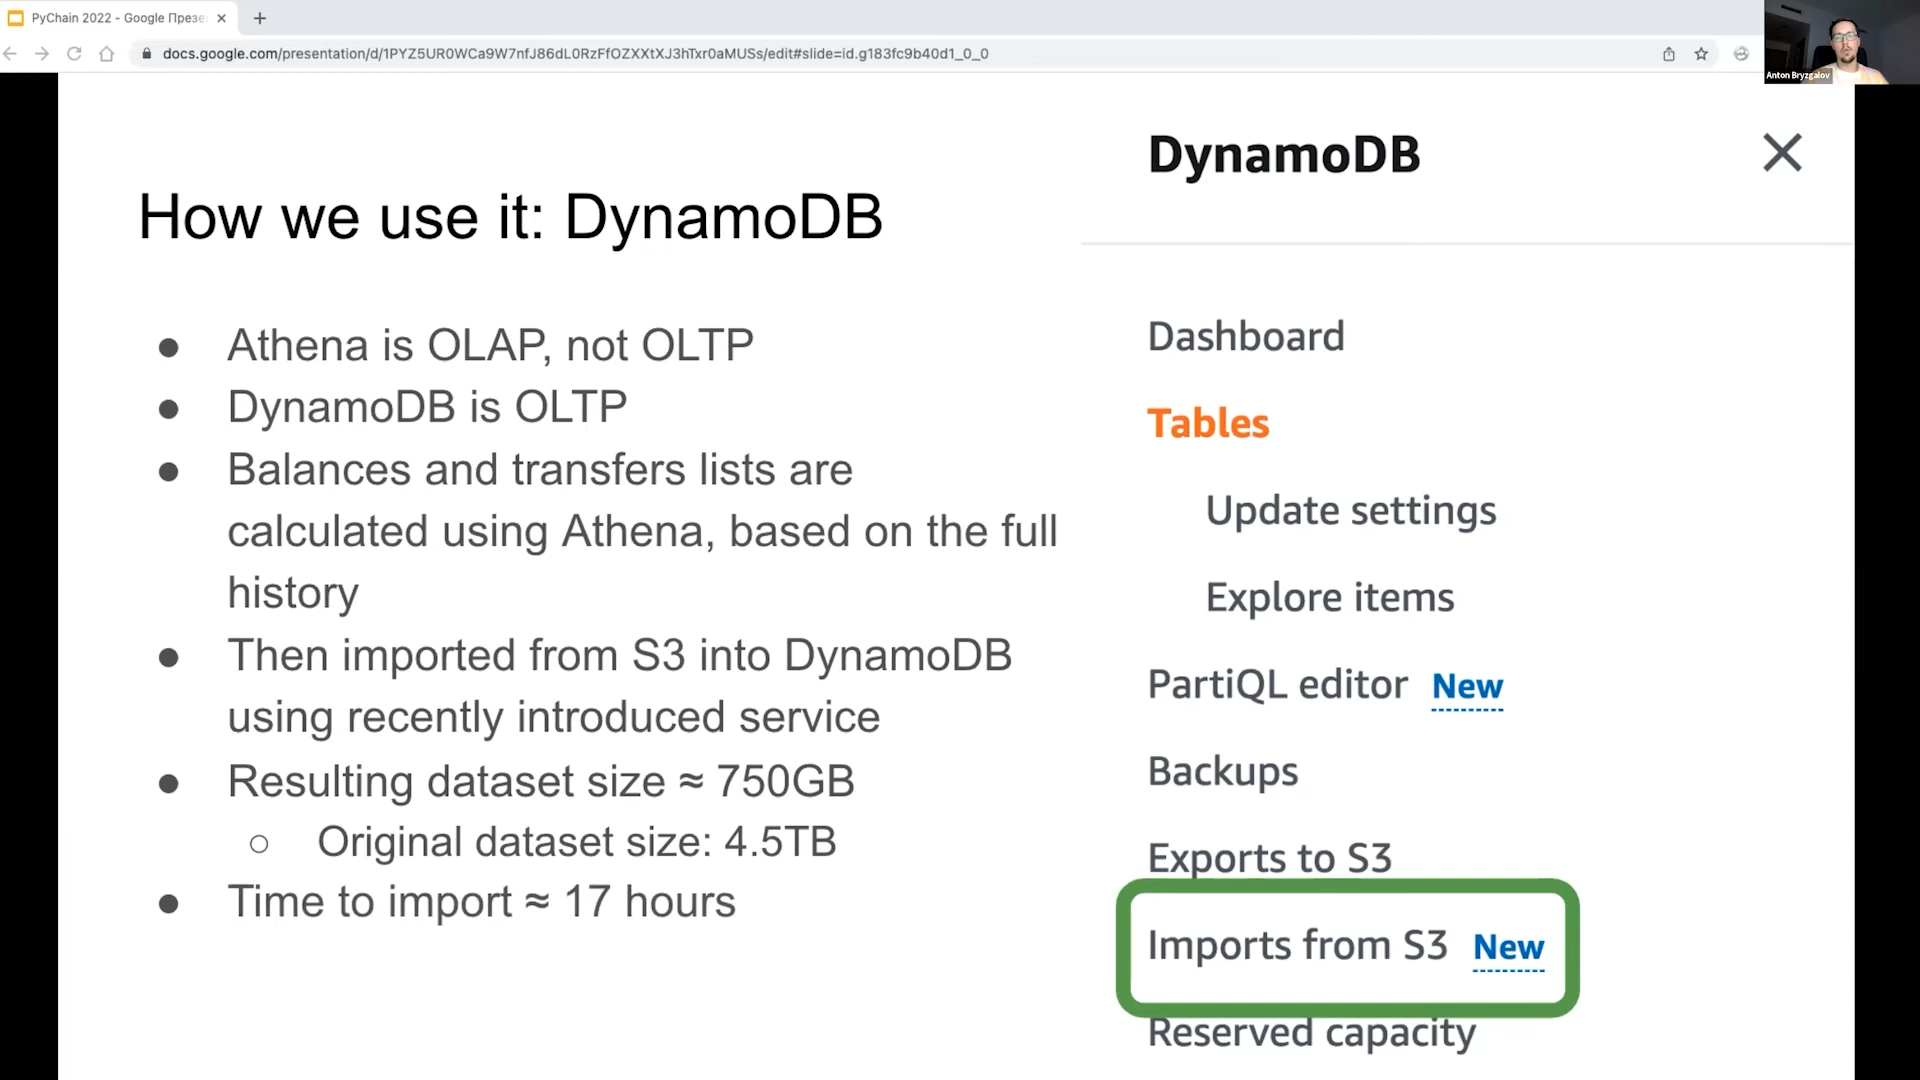 PyChain 2022 - Google Презе
docs.google.com/presentation/d/1PYZ5UR0WCa9W7nfJ86dL0RzFfOZXXtXJ3hTxr0aMUSs/edit#slide=id.g183fc9b40d1_0_0
Anton Bryzgalov
How we use it: DynamoDB
● Athena is OLAP, not OLTP
● DynamoDB is OLTP
● Balances and transfers lists are
calculated using Athena, based on the full
history
● Then imported from S3 into DynamoDB
using recently introduced service
● Resulting dataset size ≈ 750GB
○ Original dataset size: 4.5TB
● Time to import ≈ 17 hours
DynamoDB
Dashboard
Tables
Update settings
Explore items
PartiQL editor New
Backups
Exports to S3
Imports from S3 New
Reserved capacity